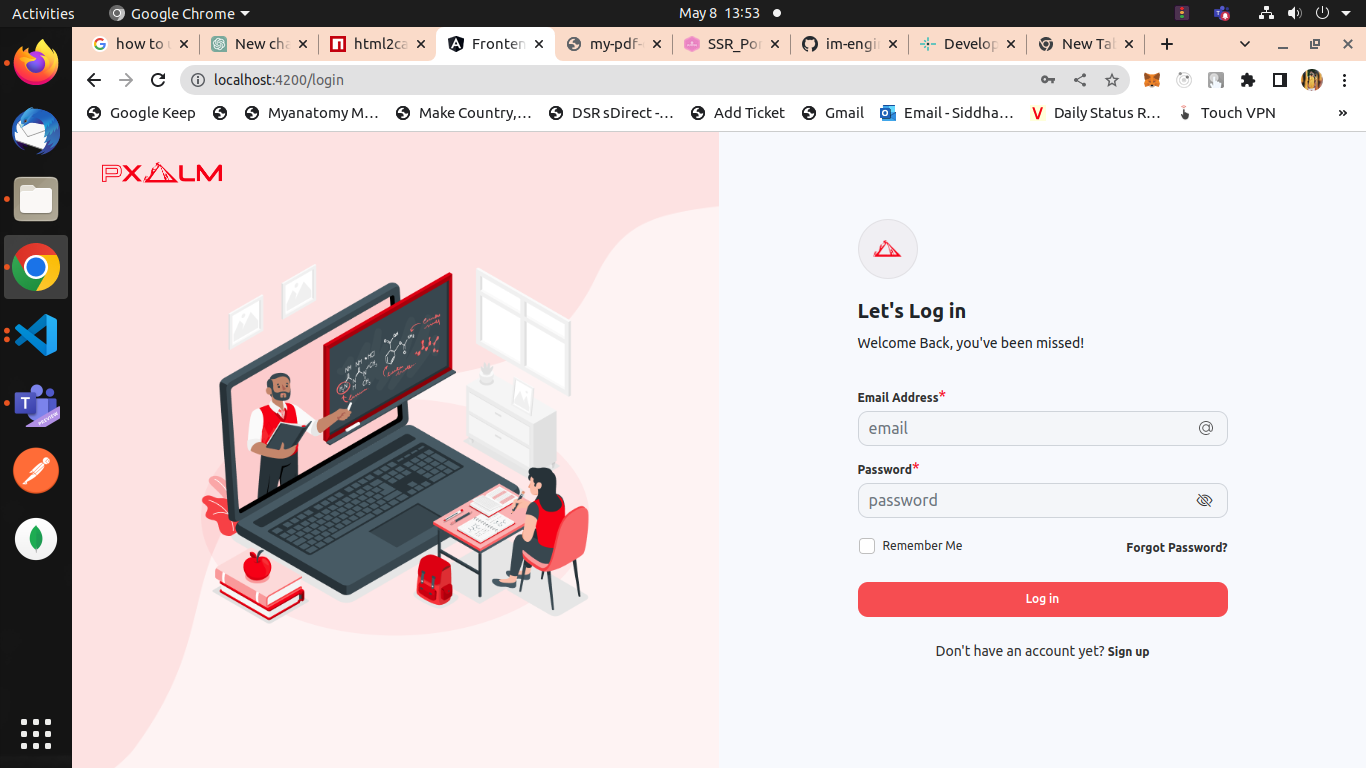 Activities
Google Chrome
May 8 13:53
how to u
New cha
html2ca
Fronten
my-pdf-
SSR_Por
im-engin
Develop
New Tab
localhost:4200/login
Google Keep
Myanatomy M...
Make Country,...
DSR sDirect -...
Add Ticket
Gmail
Email - Siddha...
Daily Status R...
Touch VPN
»
PXALM
Let's Log in
Welcome Back, you've been missed!
Email Address*
email
@
Password*
password
Remember Me
Forgot Password?
Log in
Don't have an account yet? Sign up